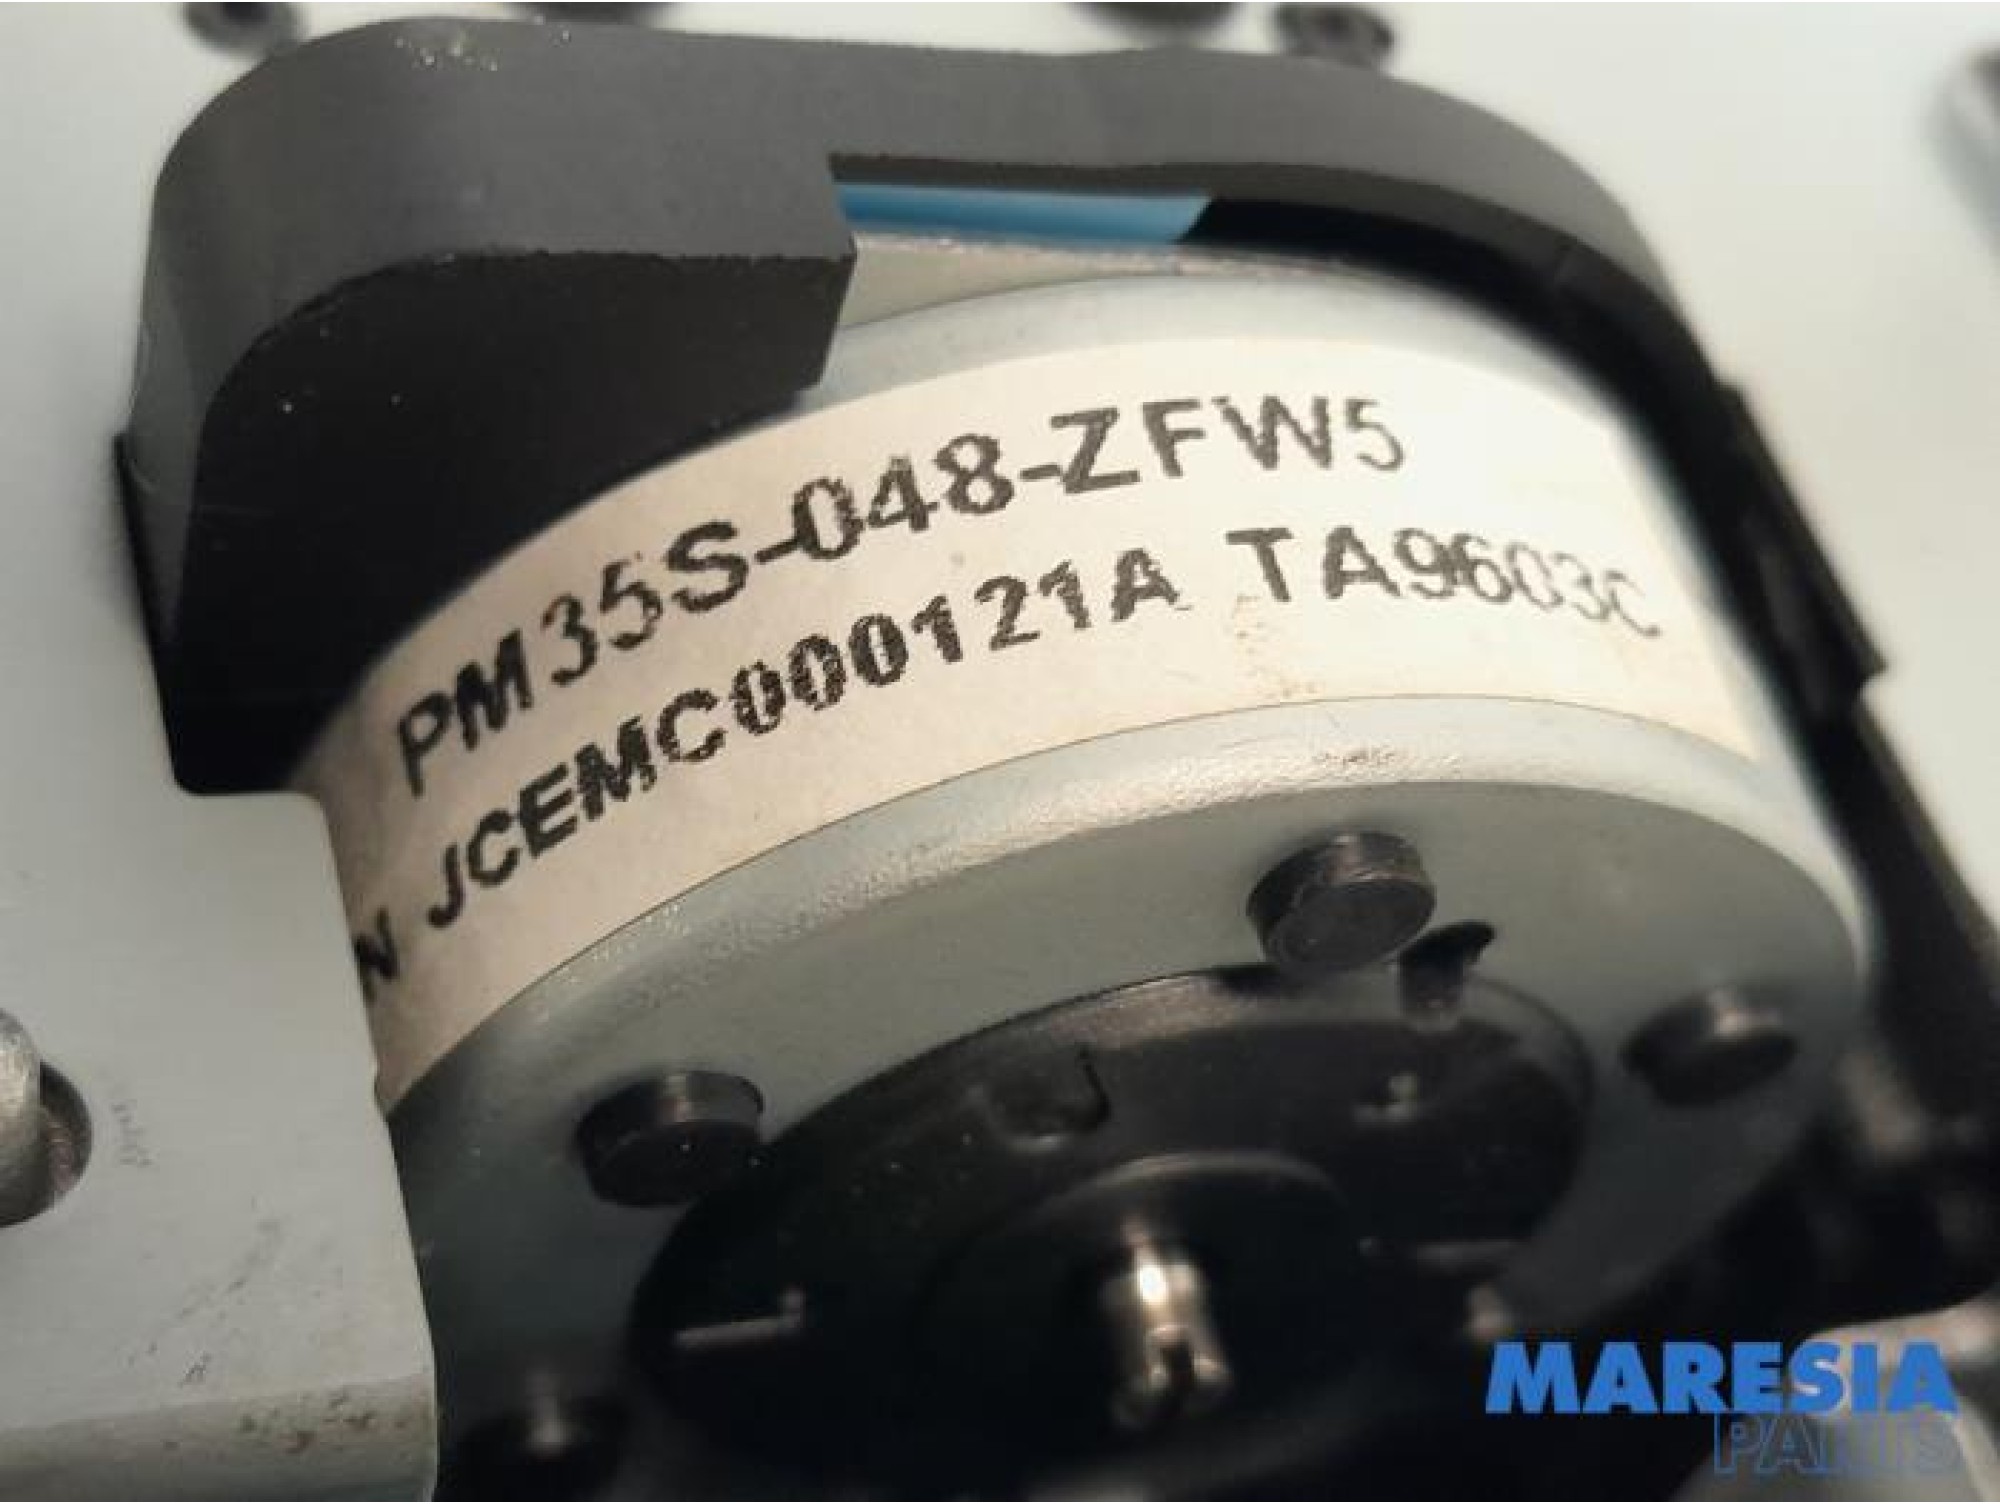 PM35S-048-ZFW5
N JCEMC000121A TA9603C
MARESIA
PARTS